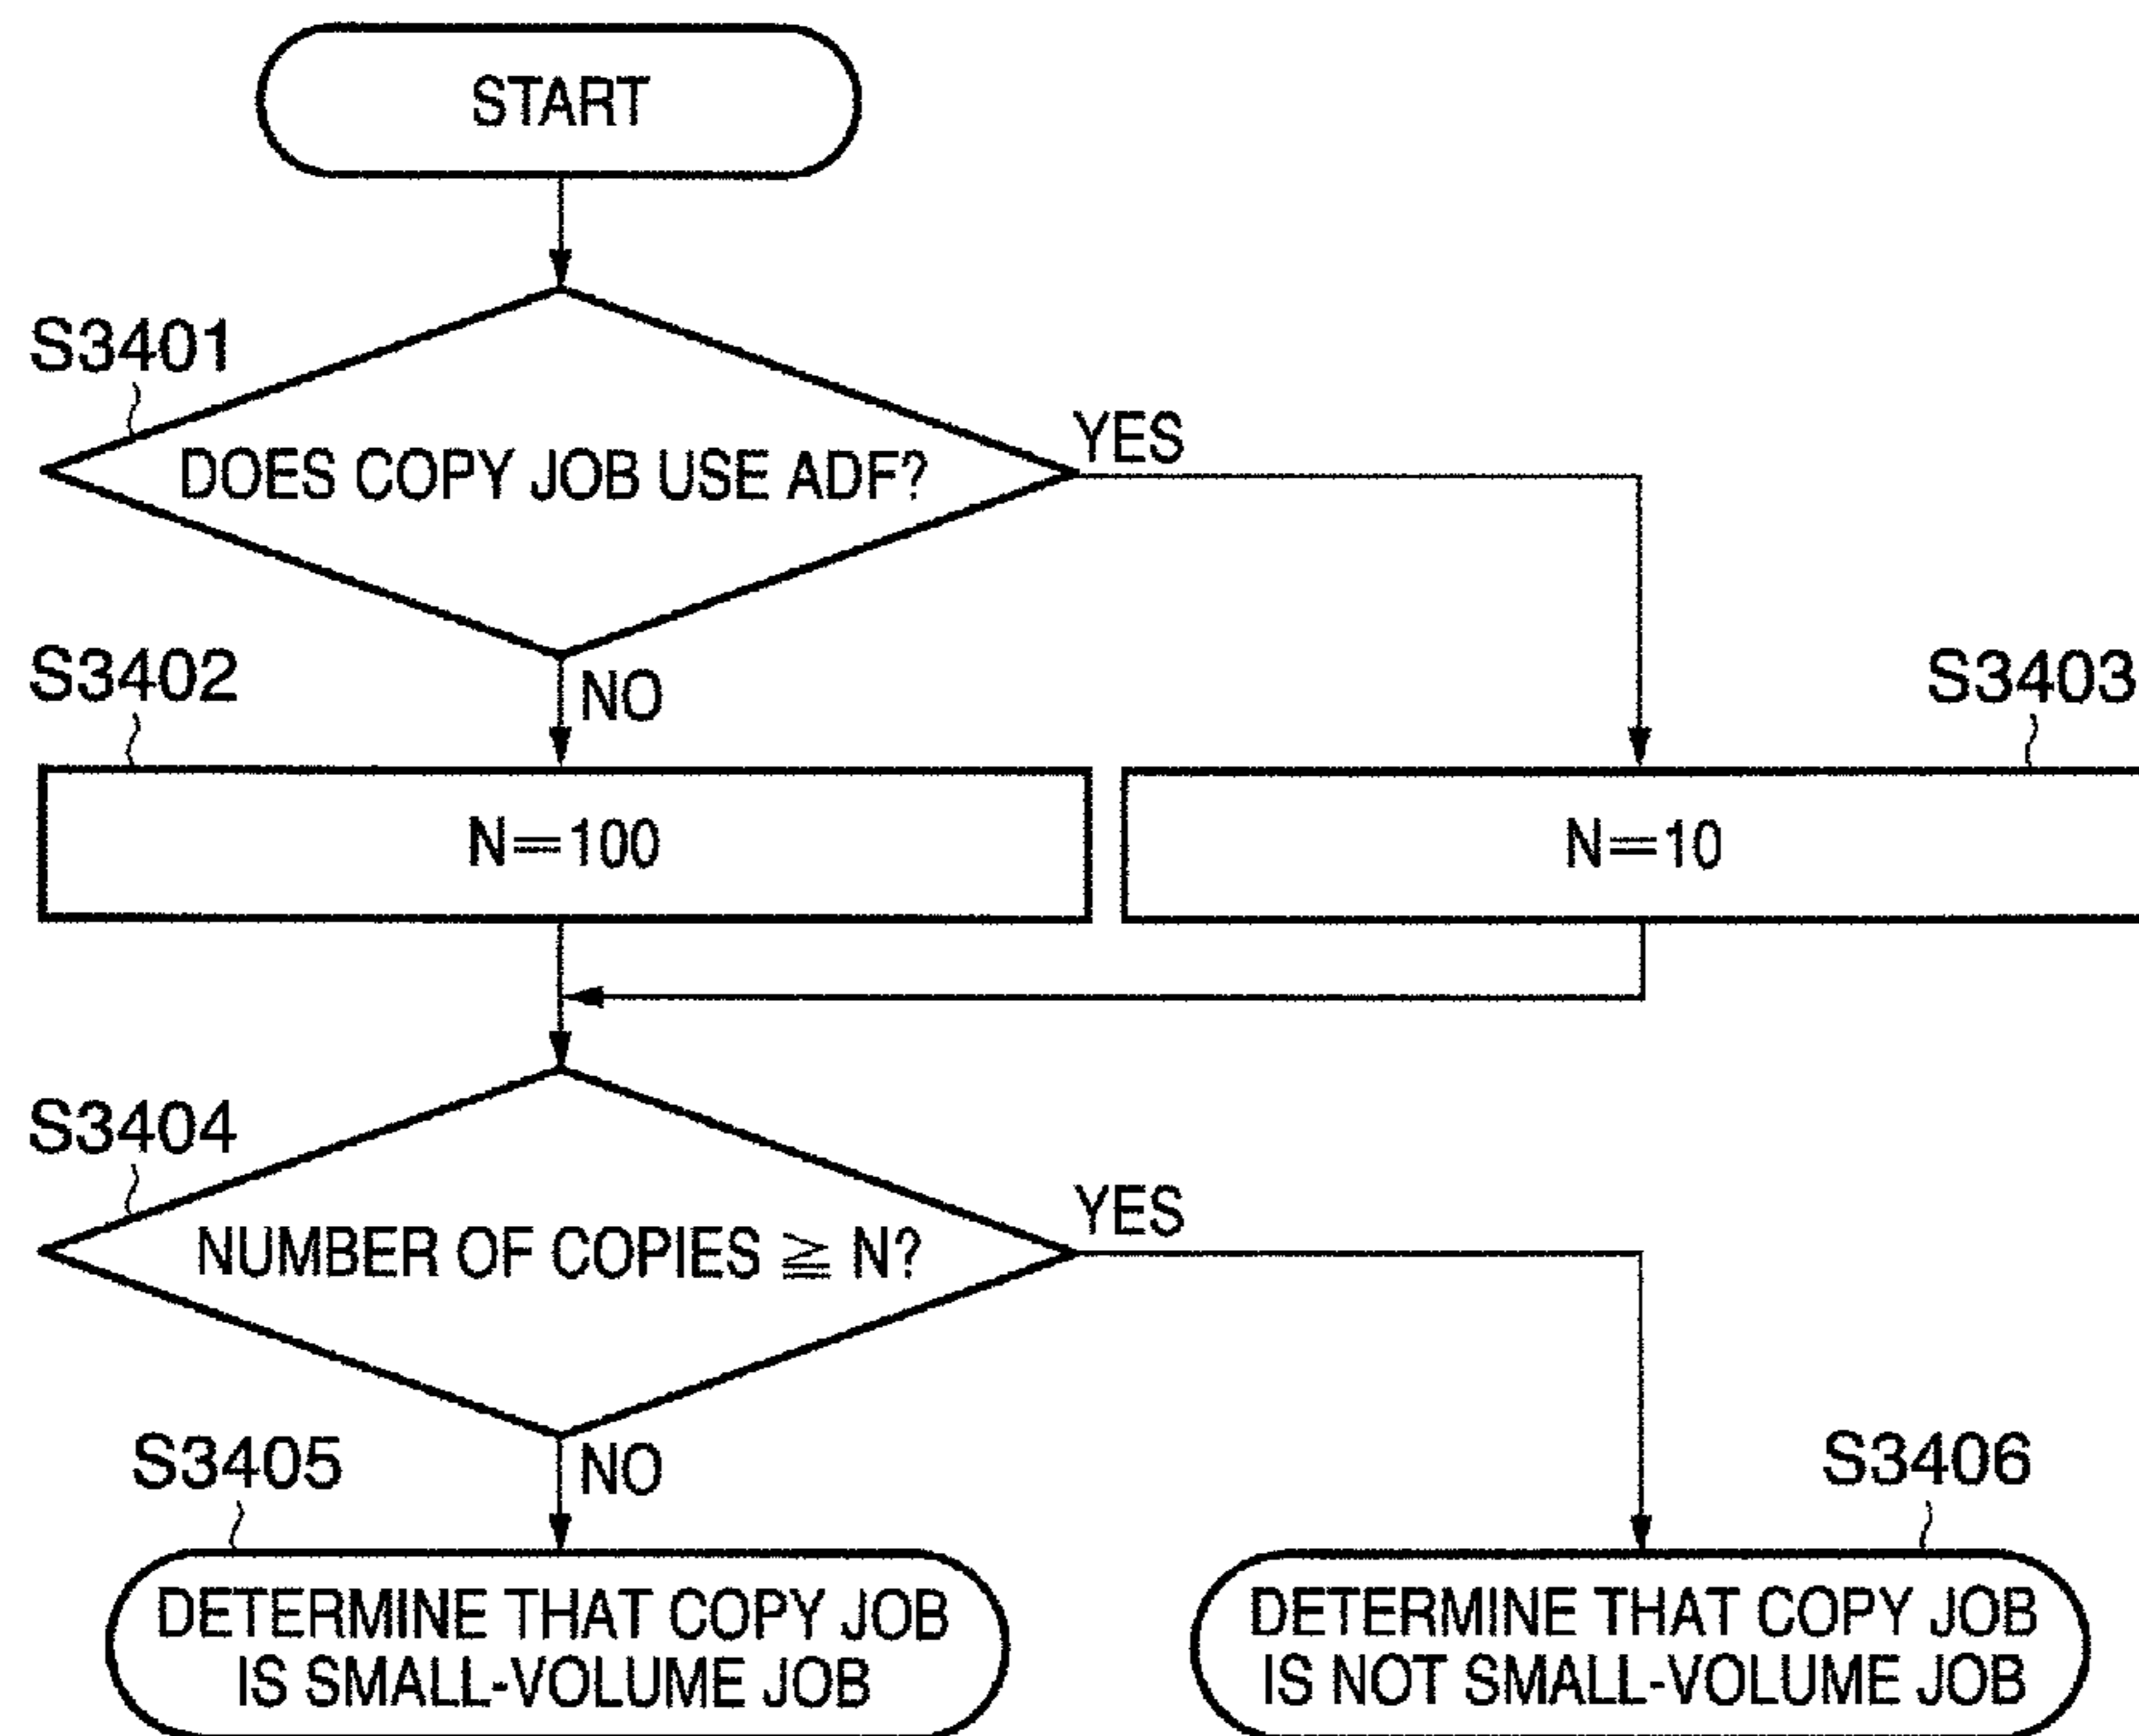 START
S3401
DOES COPY JOB USE ADF?
YES
NO
S3402
S3403
N=100
N=10
S3404
NUMBER OF COPIES ≧ N?
YES
NO
S3405
S3406
DETERMINE THAT COPY JOB
IS SMALL-VOLUME JOB
DETERMINE THAT COPY JOB
IS NOT SMALL-VOLUME JOB